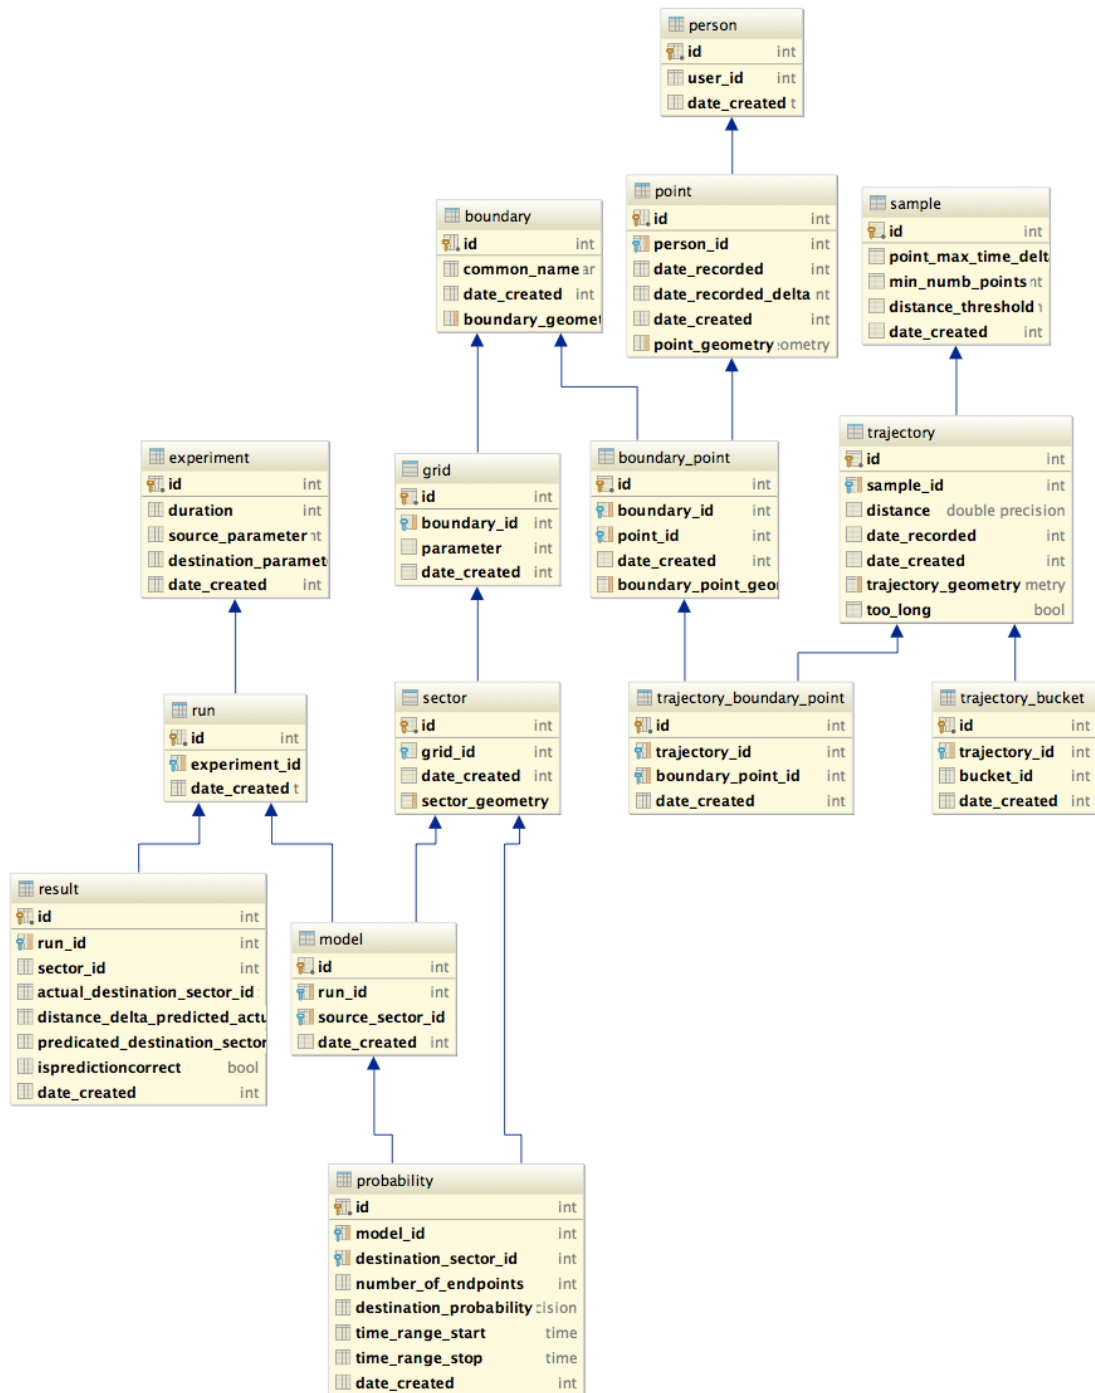 person
id int
user_id int
date_created t
point
id int
person_id int
date_recorded int
date_recorded_delta nt
date_created int
point_geometry ometry
sample
id int
point_max_time_delt
min_numb_points nt
distance_threshold
date_created int
boundary
id int
common_name ar
date_created int
boundary_geomet
trajectory
id int
sample_id int
distance double precision
date_recorded int
date_created int
trajectory_geometry metry
too_long bool
experiment
id int
duration int
source_parameter nt
destination_paramet
date_created int
grid
id int
boundary_id int
parameter int
date_created int
boundary_point
id int
boundary_id int
point_id int
date_created int
boundary_point_geo
run
id int
experiment_id
date_created t
sector
id int
grid_id int
date_created int
sector_geometry
trajectory_boundary_point
id int
trajectory_id int
boundary_point_id int
date_created int
trajectory_bucket
id int
trajectory_id int
bucket_id int
date_created int
result
id int
run_id int
sector_id int
actual_destination_sector_id
distance_delta_predicted_actu
predicated_destination_sector
ispredictioncorrect bool
date_created int
model
id int
run_id int
source_sector_id
date_created int
probability
id int
model_id int
destination_sector_id int
number_of_endpoints int
destination_probability cision
time_range_start time
time_range_stop time
date_created int